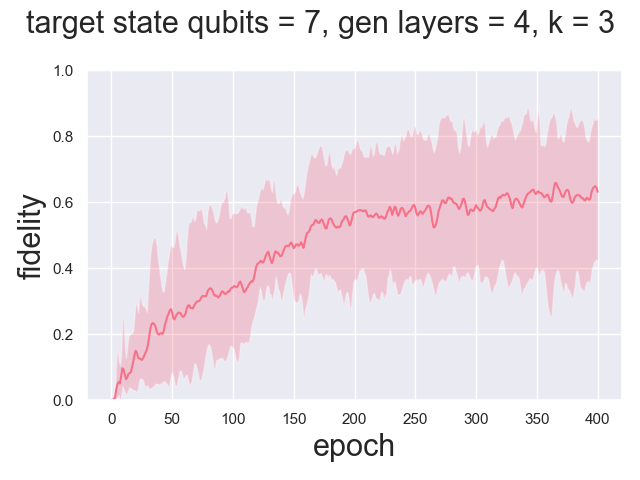 target state qubits = 7, gen layers = 4, k = 3
1.0
0.8
0.6
0.4
0.2
0.0
fidelity
0 50 100 150 200 250 300 350 400
epoch